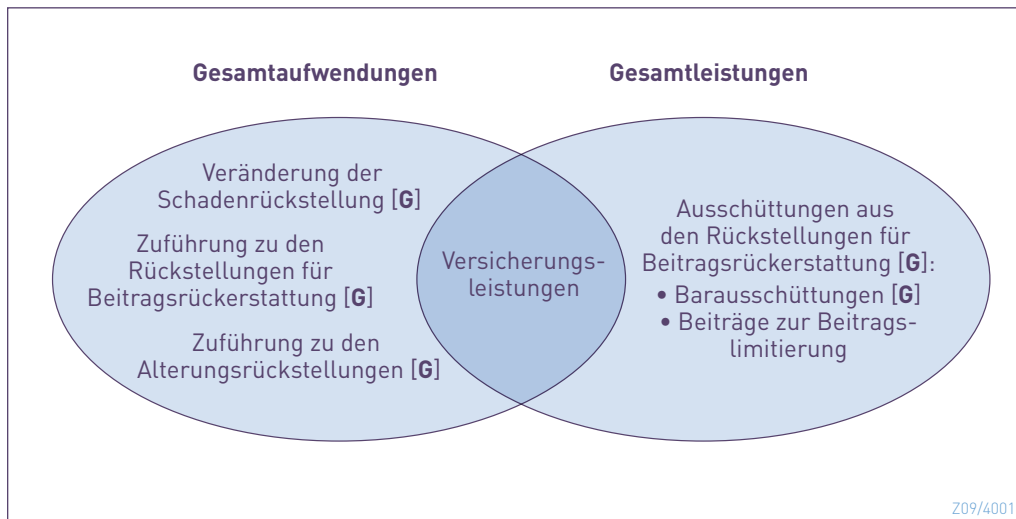 Gesamtaufwendungen
Gesamtleistungen
Veränderung der
Schadenrückstellung [G]
Zuführung zu den
Rückstellungen für
Beitragsrückerstattung [G]
Zuführung zu den
Alterungsrückstellungen [G]
Versicherungs-
leistungen
Ausschüttungen aus
den Rückstellungen für
Beitragsrückerstattung [G]:
• Barausschüttungen [G]
• Beiträge zur Beitrags-
limitierung
Z09/4001